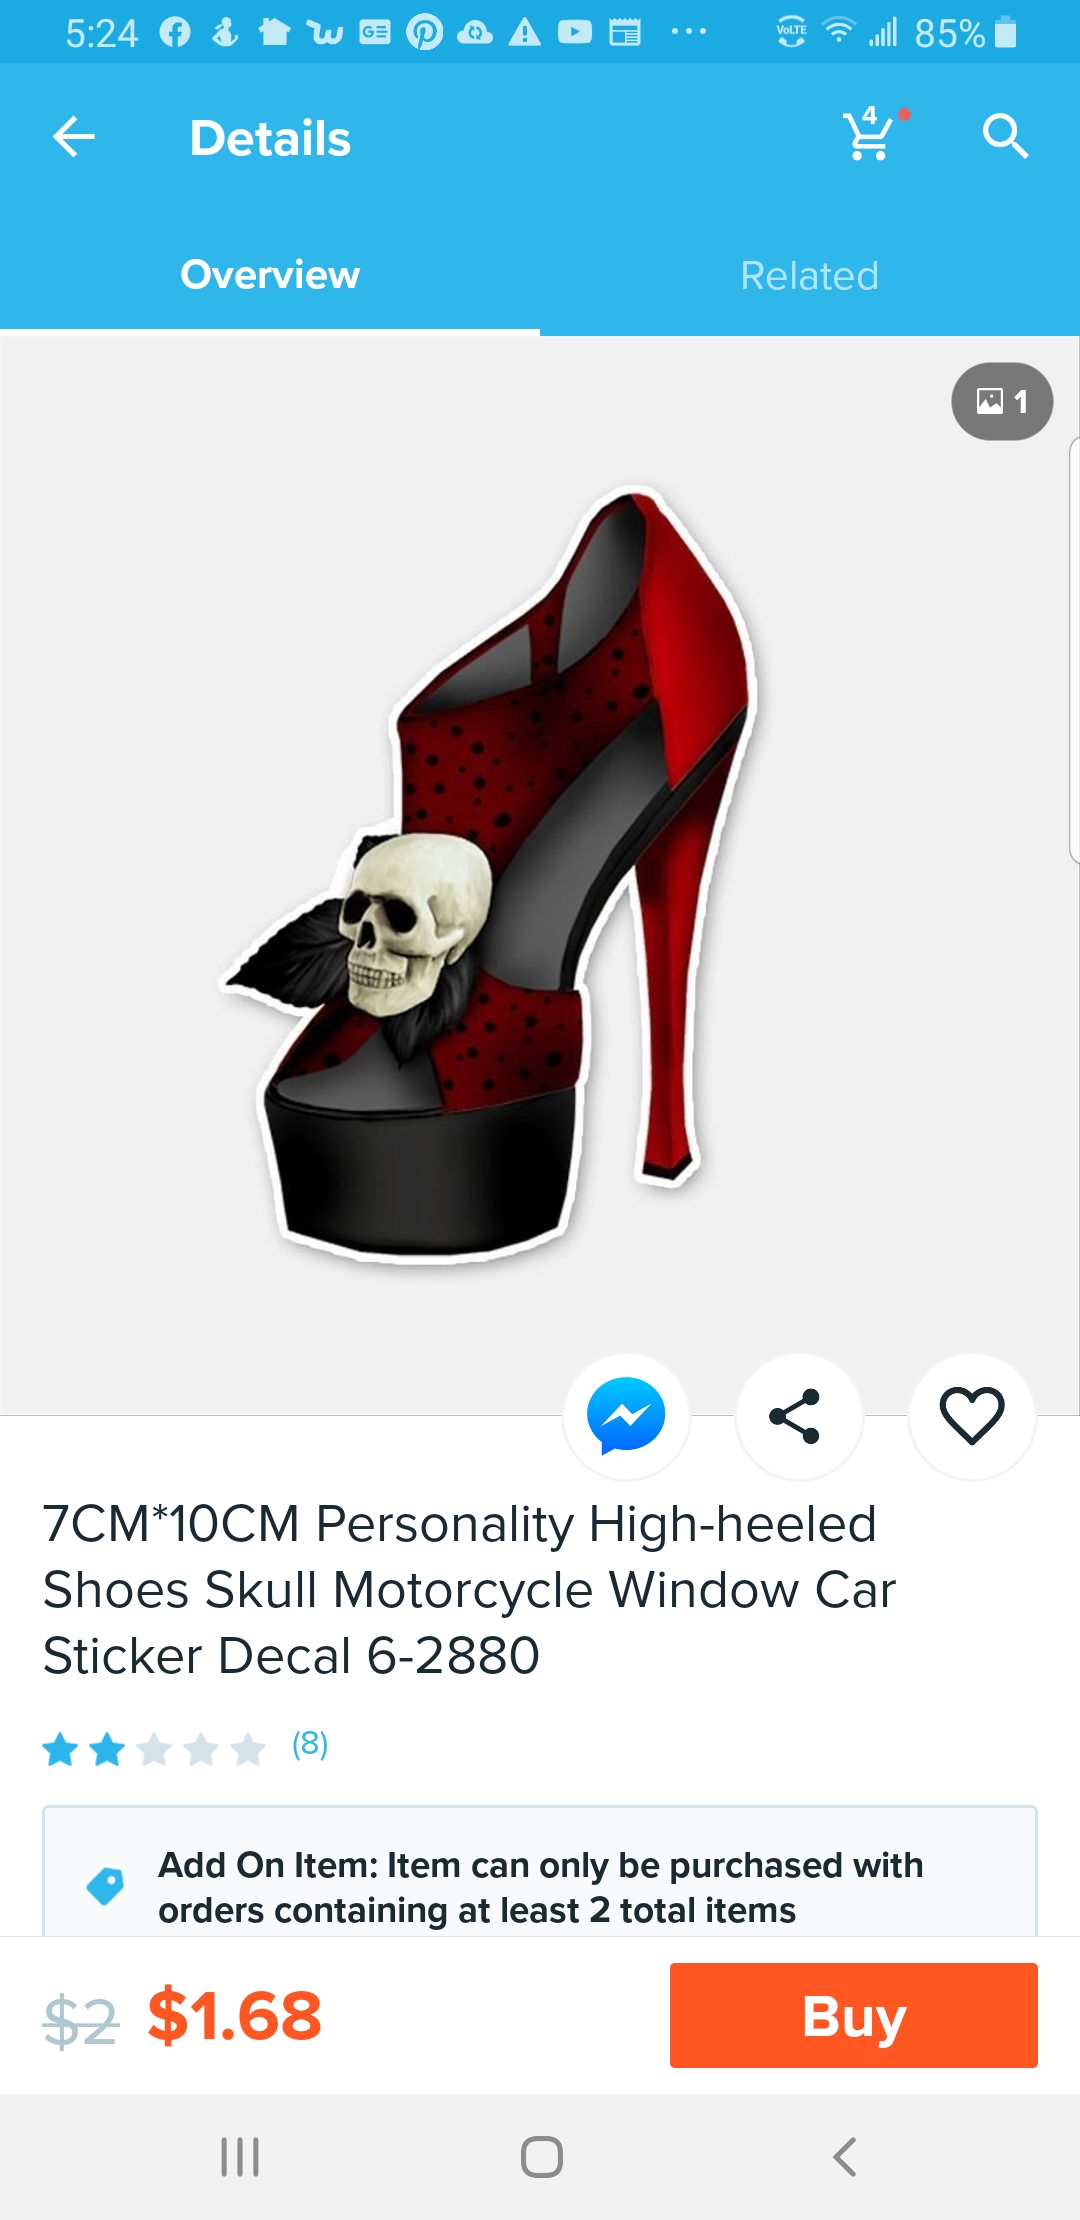 5:24 GE VoLTE 85%
Details 4
Overview Related
1
7CM*10CM Personality High-heeled
Shoes Skull Motorcycle Window Car
Sticker Decal 6-2880
(8)
Add On Item: Item can only be purchased with
orders containing at least 2 total items
$2 $1.68 Buy